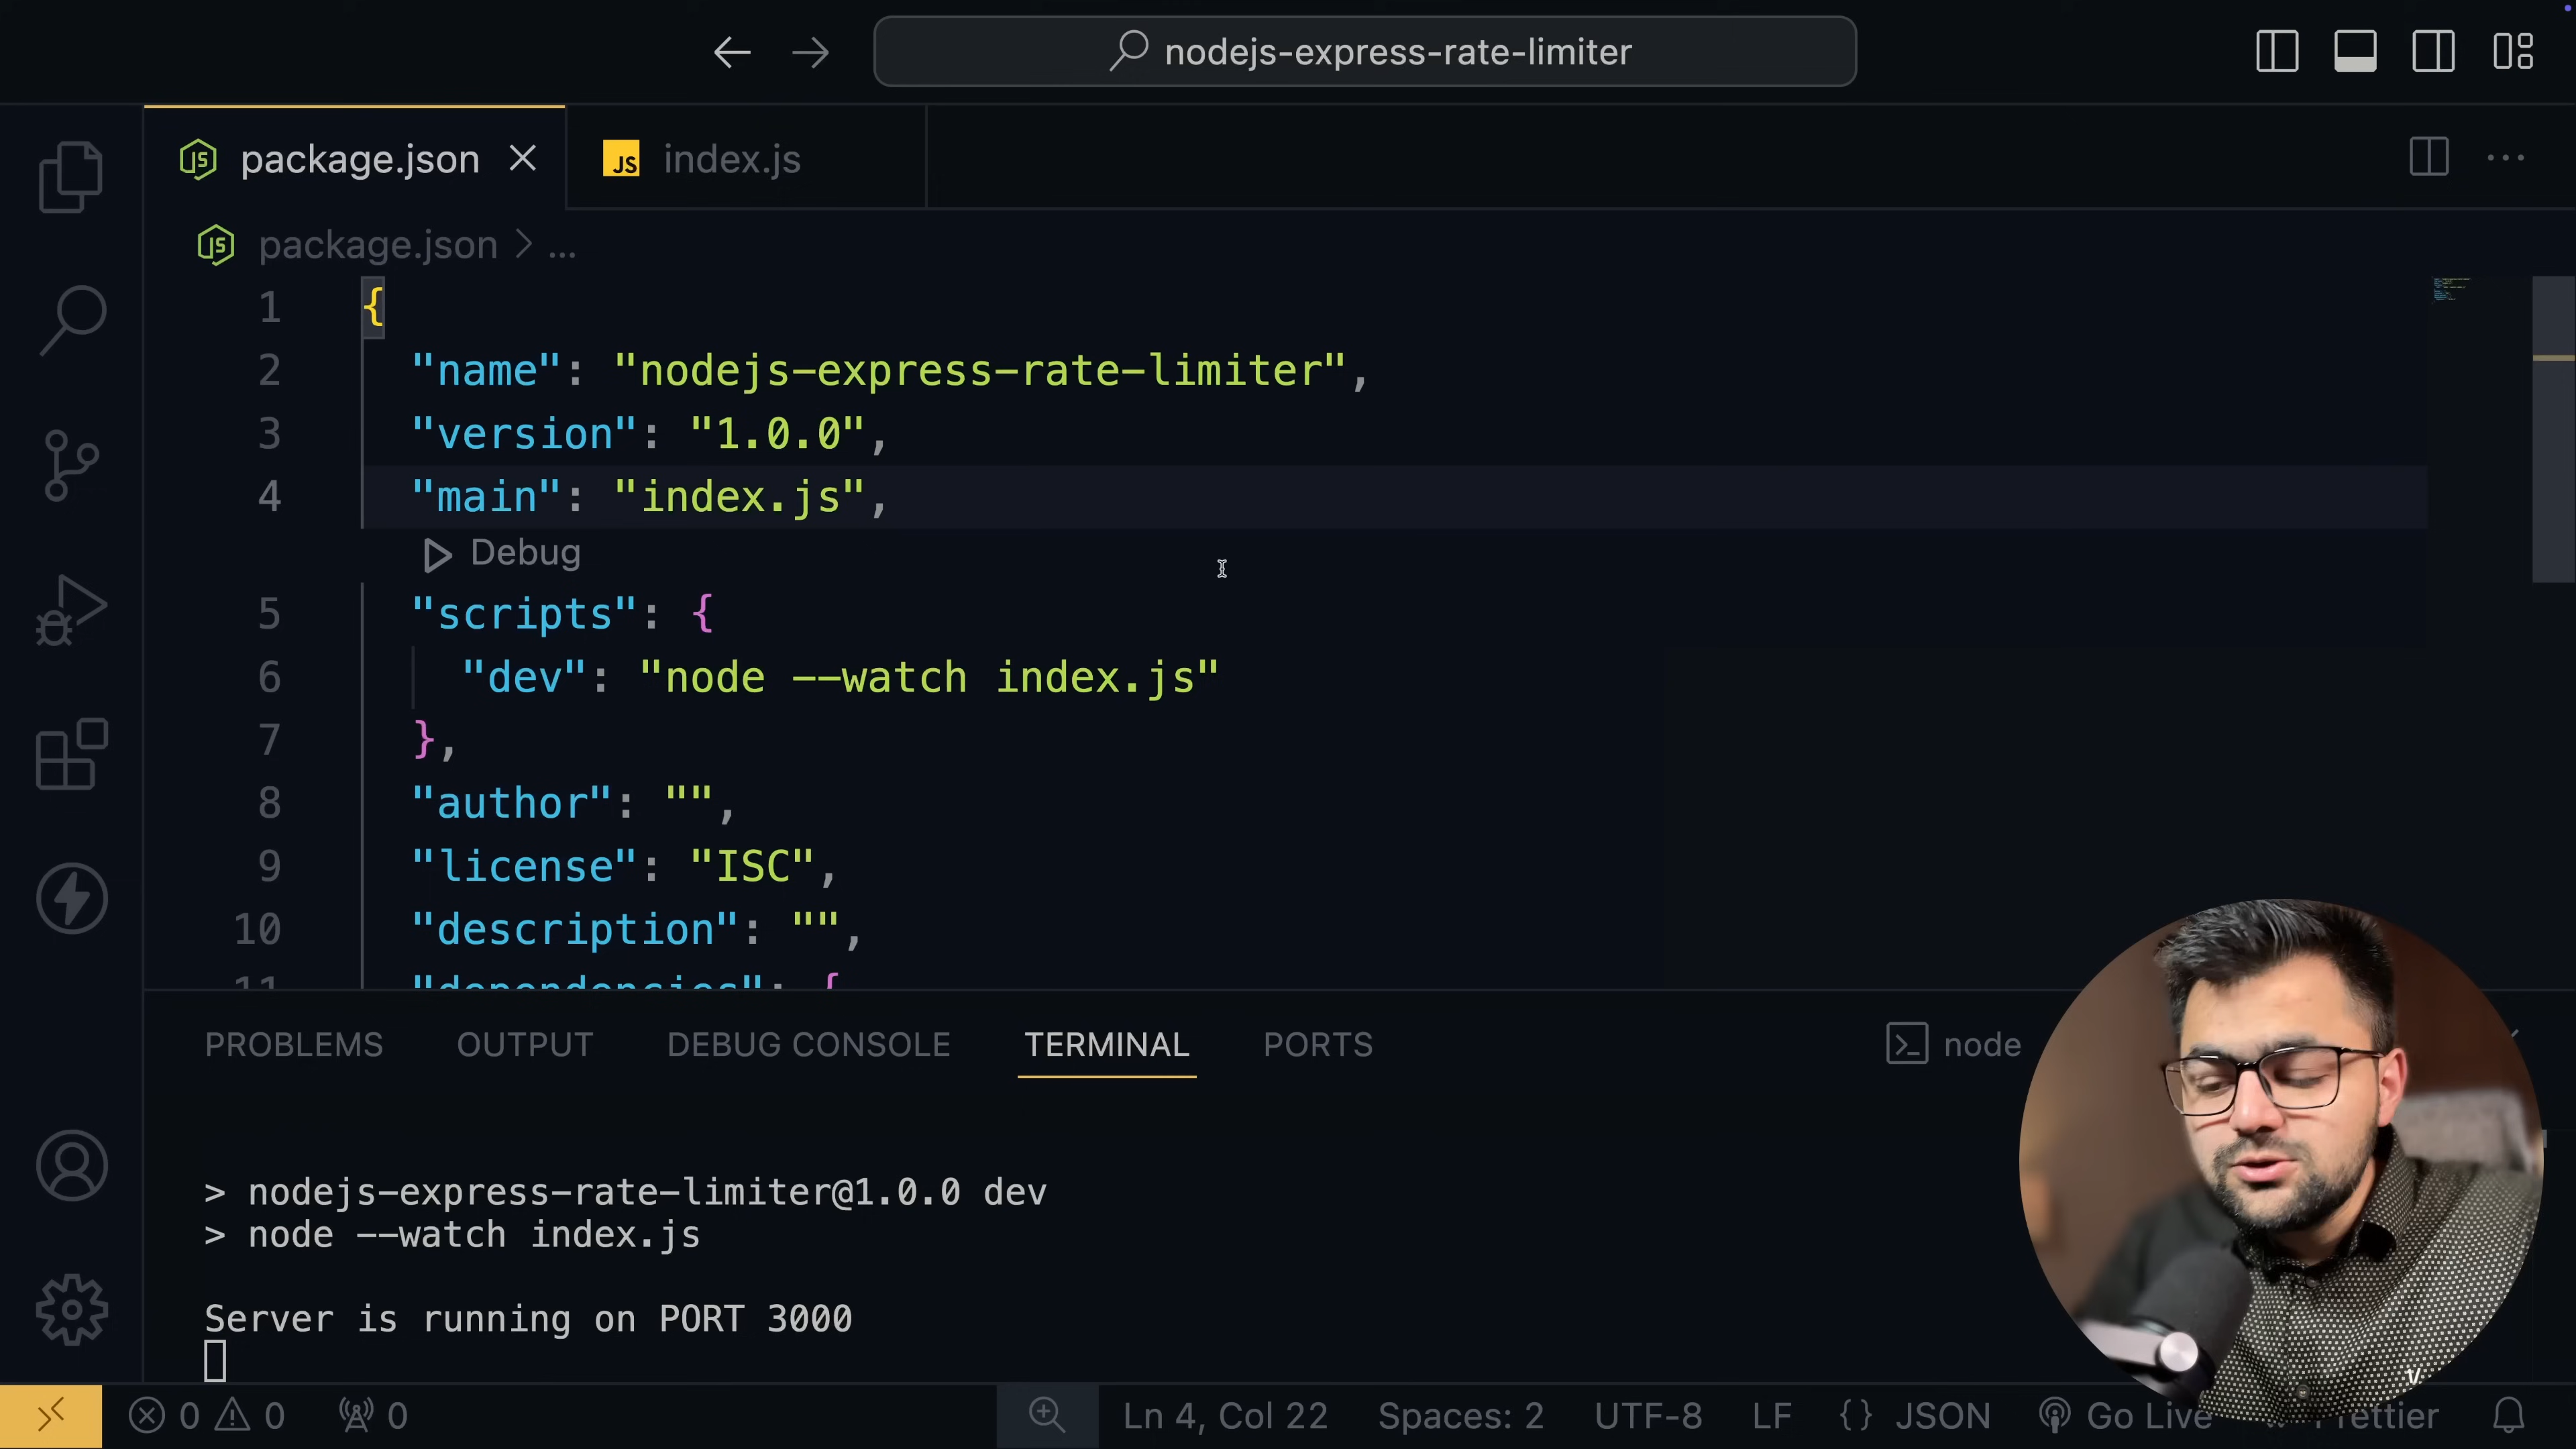 nodejs-express-rate-limiter
package.json
JS index.js
package.json > ...
1 {
2 "name": "nodejs-express-rate-limiter",
3 "version": "1.0.0",
4 "main": "index.js",
Debug
5 "scripts": {
6 "dev": "node --watch index.js"
7 },
8 "author": "",
9 "license": "ISC",
10 "description": "",
11 "dependencies": {
PROBLEMS OUTPUT DEBUG CONSOLE TERMINAL PORTS node
> nodejs-express-rate-limiter@1.0.0 dev
> node --watch index.js
Server is running on PORT 3000
0 0 0 Ln 4, Col 22 Spaces: 2 UTF-8 LF {} JSON Go Live Prettier